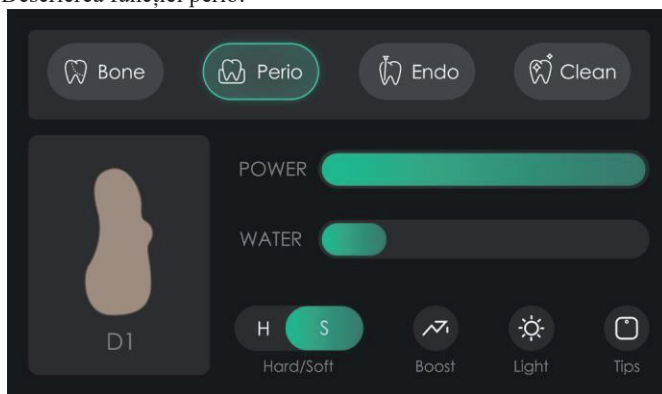 Descrierea funcției perio:
Bone Perio Endo Clean
POWER
WATER
D1
H S
Hard/Soft Boost Light Tips